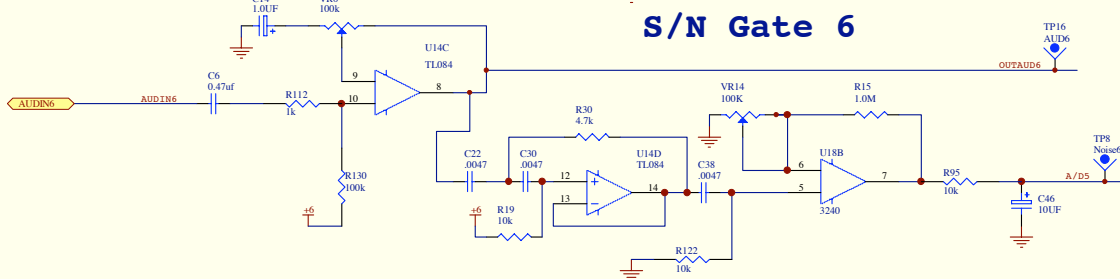 S/N Gate 6
1.0UF
100k
TP16
AUD6
U14C
TL084
OUTAUD6
C6
0.47uf
9
8
AUDIN6
AUDIN6
R112
1k
10
VR14
100K
R15
1.0M
R30
4.7k
TP8
Noise6
C22
.0047
C30
.0047
U14D
TL084
C38
.0047
U18B
6
7
5
3240
R130
100k
12
13
14
+6
+6
R19
10k
R95
10k
A/D5
C46
10UF
R122
10k